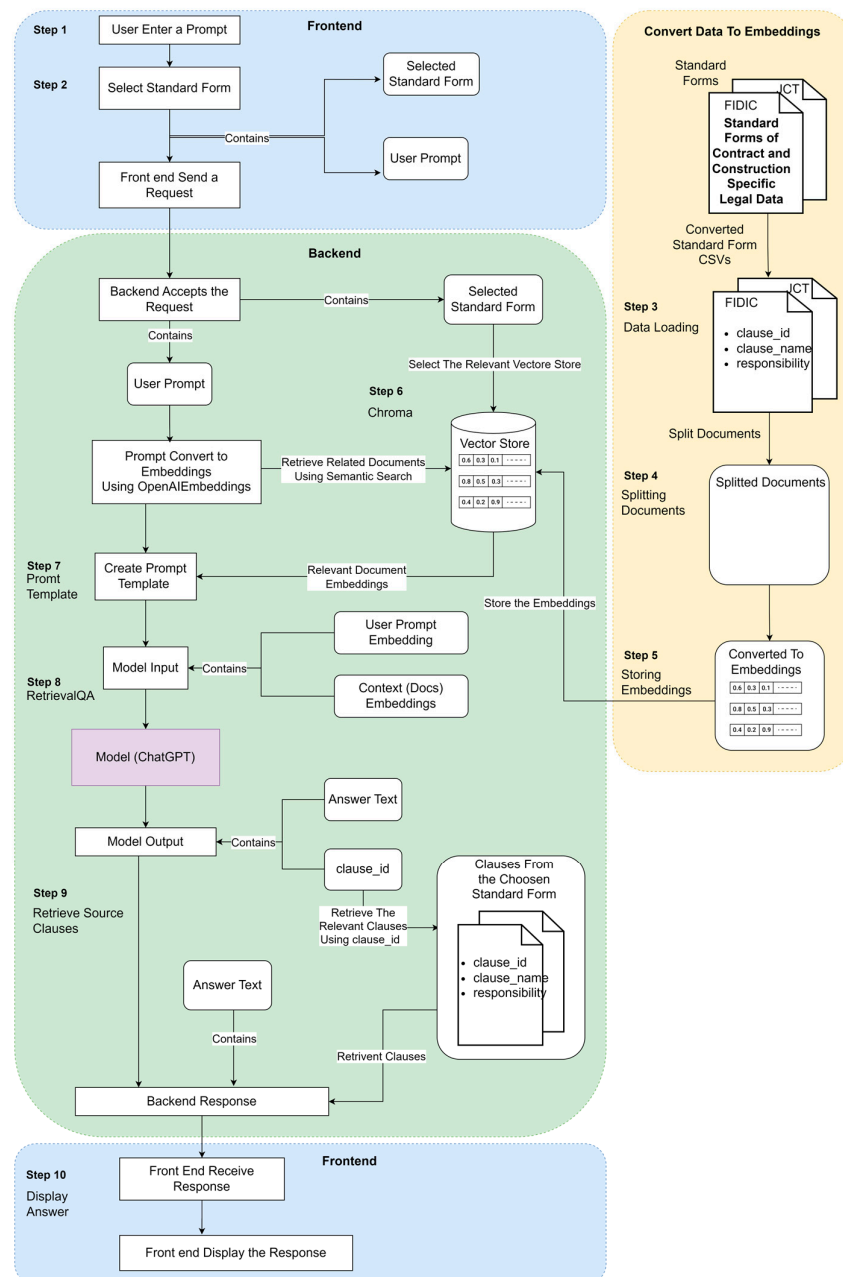 Frontend
Step 1
User Enter a Prompt
Step 2
Select Standard Form
Selected
Standard Form
Contains
User Prompt
Front end Send a
Request
Backend
Backend Accepts the
Request
Contains
Selected
Standard Form
Contains
Select The Relevant Vectore Store
User Prompt
Step 6
Chroma
Prompt Convert to
Embeddings
Using OpenAIEmbeddings
Retrieve Related Documents
Using Semantic Search
Vector Store
0.6 0.3 0.1 -----
0.8 0.5 0.3 -----
0.4 0.2 0.9 -----
Step 7
Promt
Template
Create Prompt
Template
Relevant Document
Embeddings
Store the Embeddings
User Prompt
Embedding
Step 8
RetrievalQA
Model Input
Contains
Context (Docs)
Embeddings
Model (ChatGPT)
Answer Text
Model Output
Contains
clause_id
Step 9
Retrieve Source
Clauses
Retrieve The
Relevant Clauses
Using clause_id
Clauses From
the Choosen
Standard Form
• clause_id
• clause_name
• responsibility
Answer Text
Contains
Retrivent Clauses
Backend Response
Frontend
Step 10
Display
Answer
Front End Receive
Response
Front end Display the Response
Convert Data To Embeddings
Standard
Forms
JCT
FIDIC
Standard
Forms of
Contract and
Construction
Specific
Legal Data
Converted
Standard Form
CSVs
Step 3
Data Loading
JCT
FIDIC
• clause_id
• clause_name
• responsibility
Split Documents
Step 4
Splitting
Documents
Splitted Documents
Step 5
Storing
Embeddings
Converted To
Embeddings
0.6 0.3 0.1 -----
0.8 0.5 0.3 -----
0.4 0.2 0.9 -----